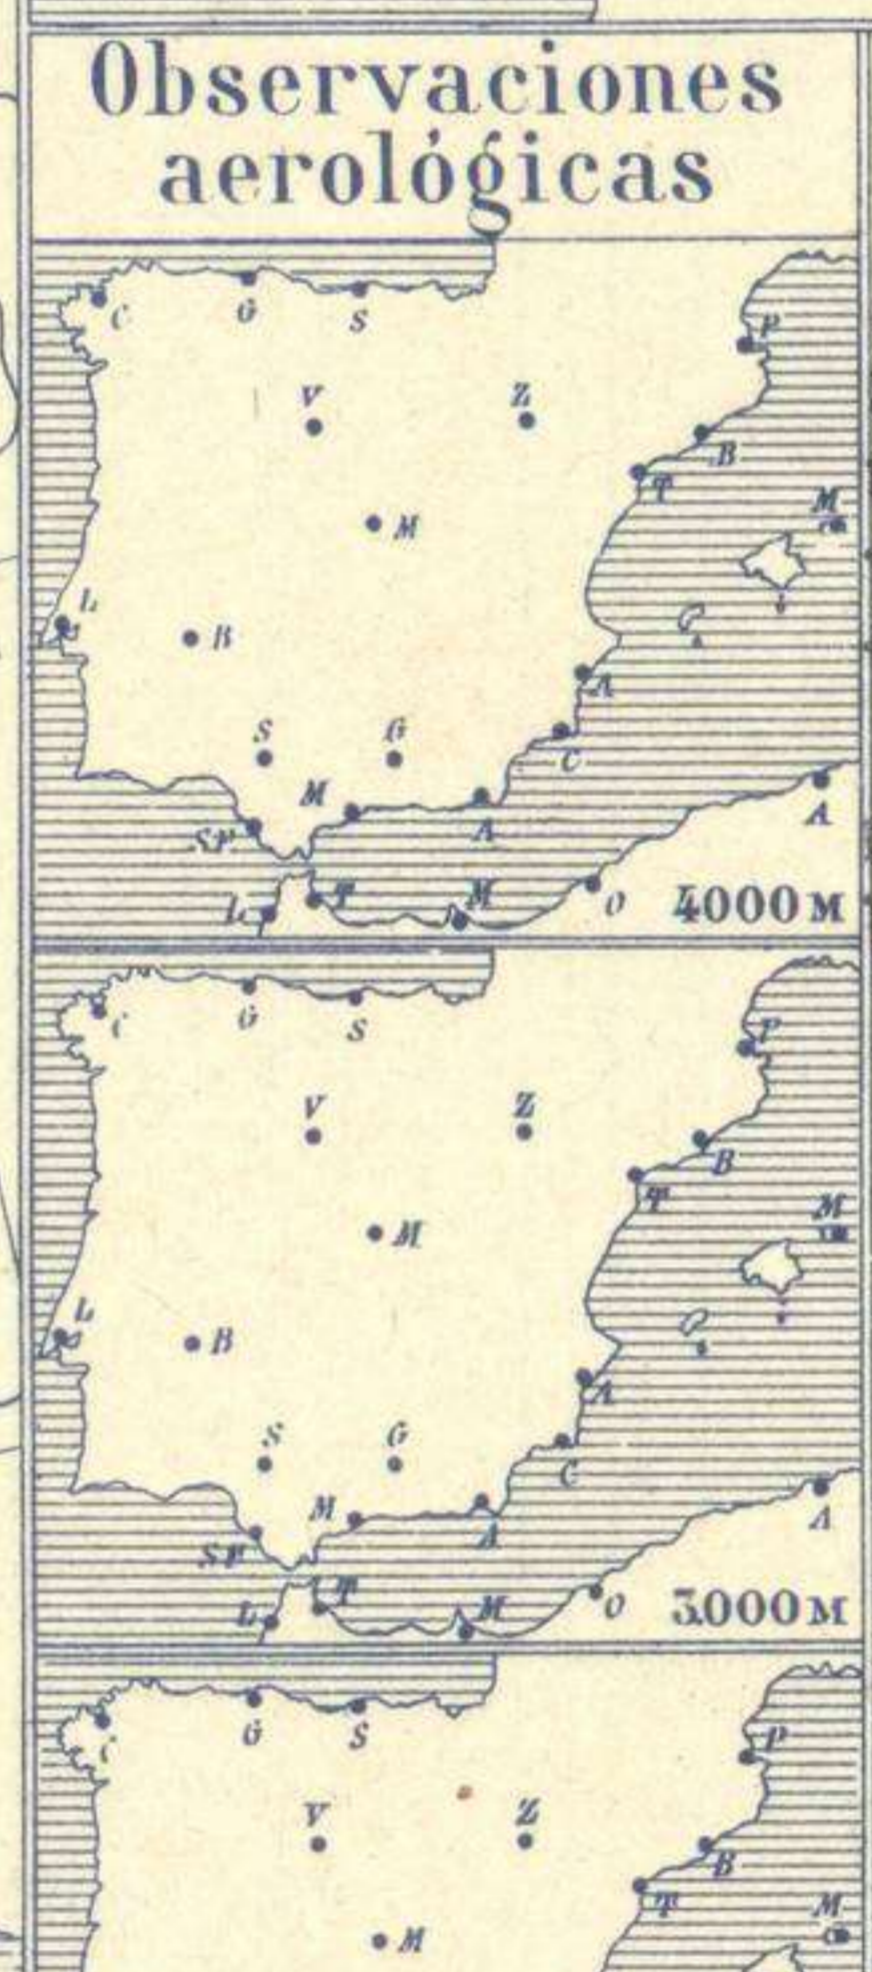 Observaciones
aerológicas
C G S P
V Z
B
T
M
M
L
B
A
S G
C
M
A A
SF
T M
L O 4000 M
C G S P
V Z
B
T
M
M
L
B
A
S G
C
M
A A
SF
T M
L O 3000 M
C G S P
V Z
B
T
M
M